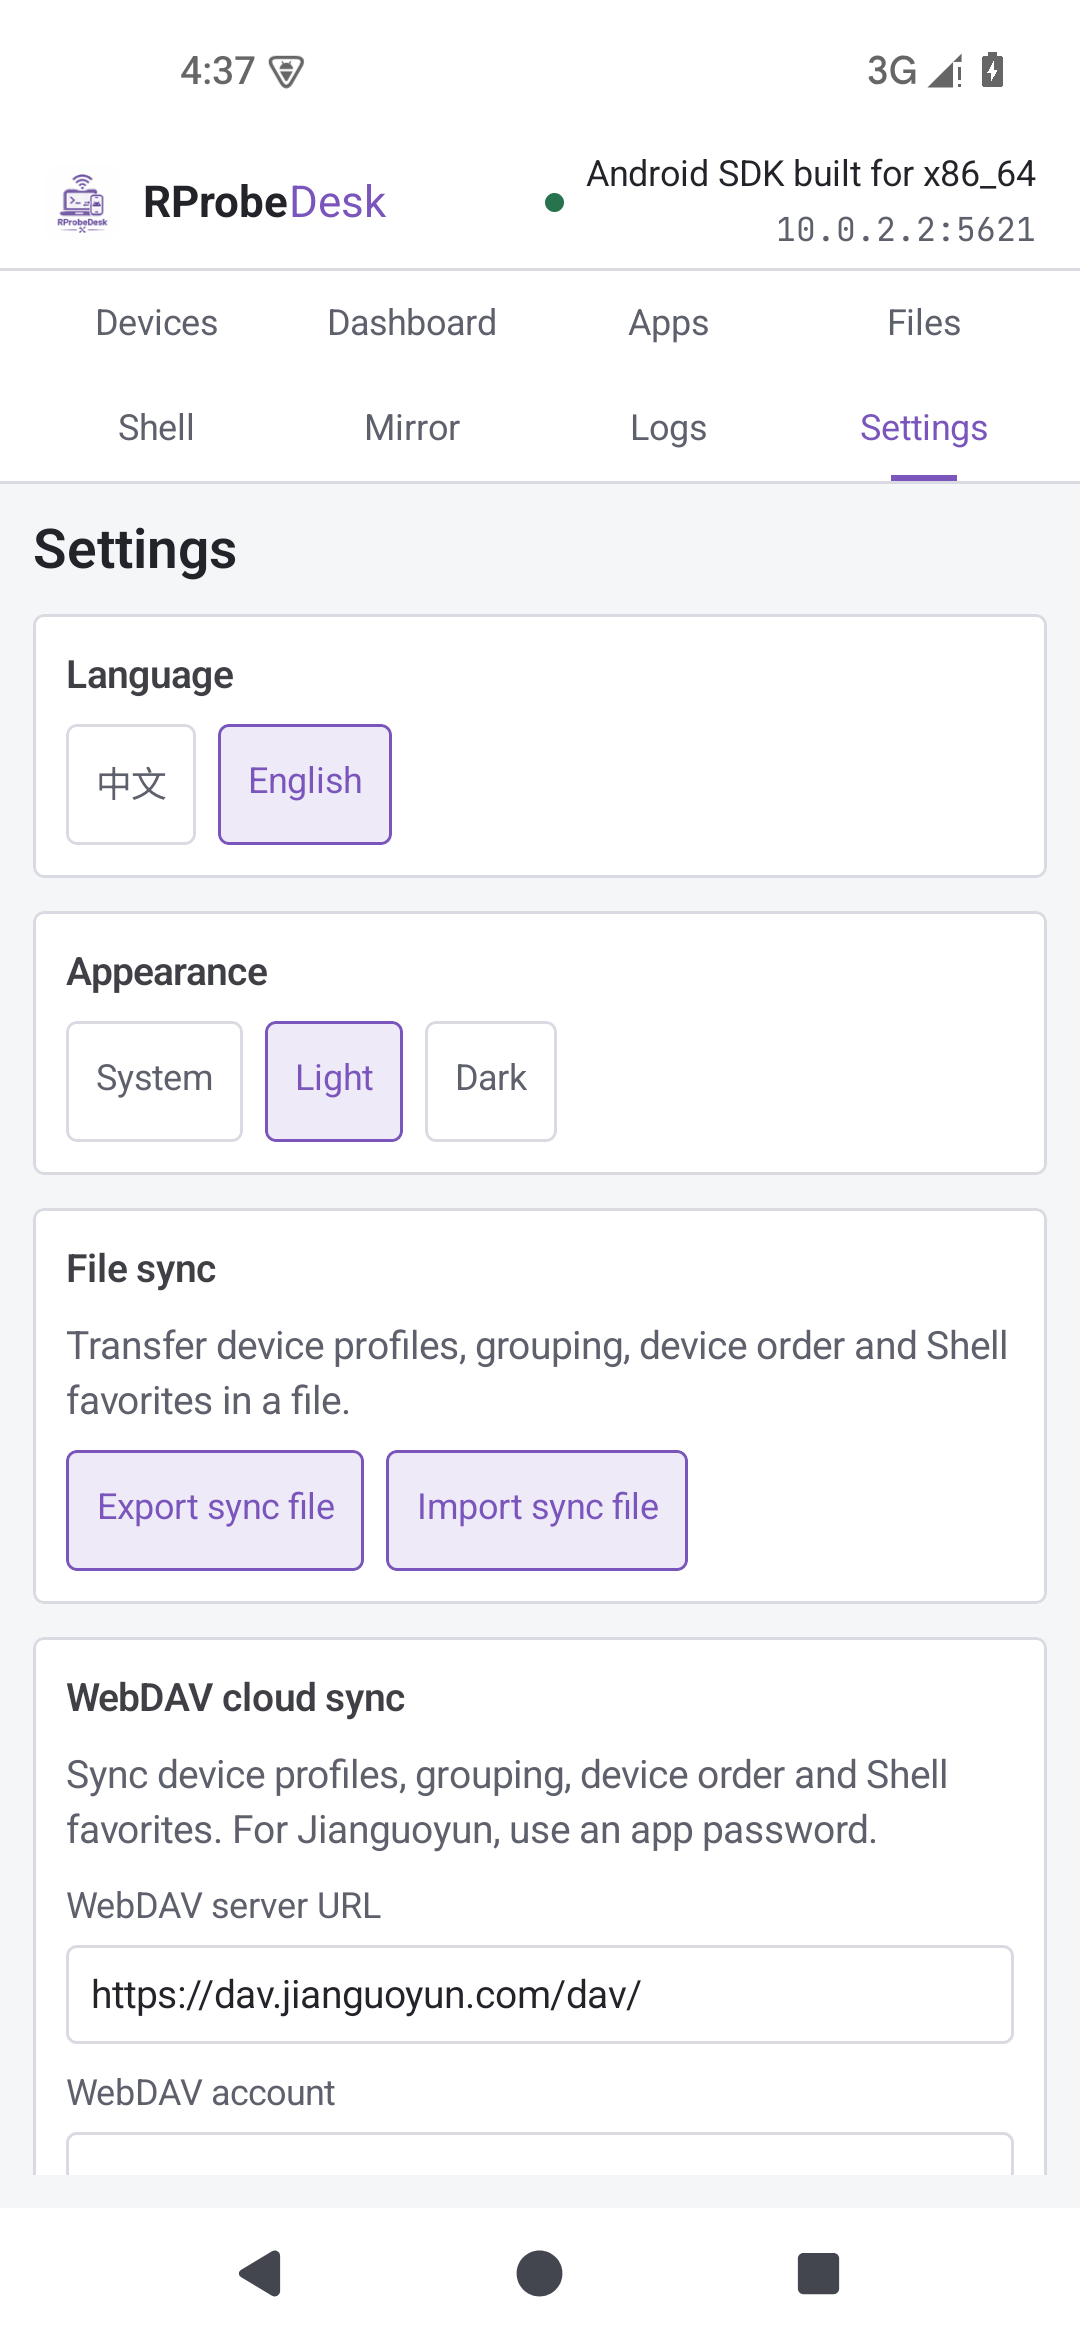 4:37
3G
RProbeDesk
RProbeDesk
Android SDK built for x86_64
10.0.2.2:5621
Devices
Dashboard
Apps
Files
Shell
Mirror
Logs
Settings
Settings
Language
中文
English
Appearance
System
Light
Dark
File sync
Transfer device profiles, grouping, device order and Shell
favorites in a file.
Export sync file
Import sync file
WebDAV cloud sync
Sync device profiles, grouping, device order and Shell
favorites. For Jianguoyun, use an app password.
WebDAV server URL
https://dav.jianguoyun.com/dav/
WebDAV account